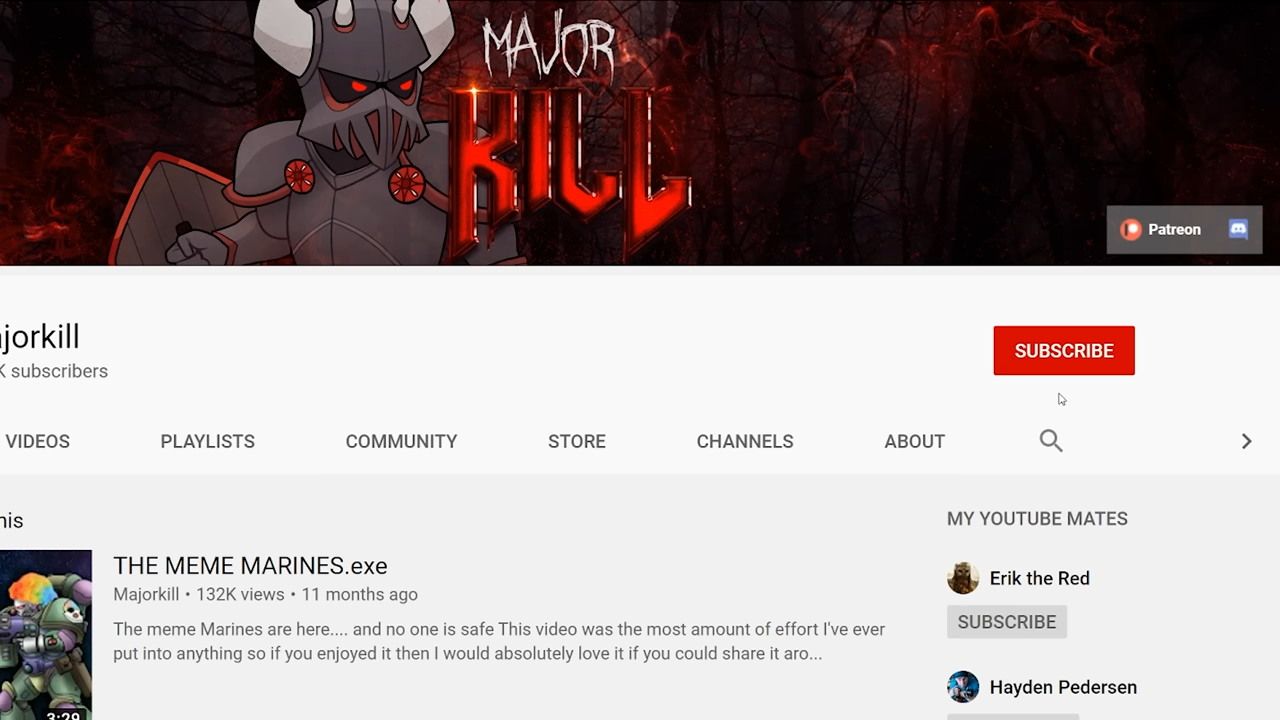 MAJOR
KILL
Patreon
jorkill
K subscribers
SUBSCRIBE
VIDEOS
PLAYLISTS
COMMUNITY
STORE
CHANNELS
ABOUT
his
MY YOUTUBE MATES
THE MEME MARINES.exe
Majorkill • 132K views • 11 months ago
The meme Marines are here.... and no one is safe This video was the most amount of effort I've ever
put into anything so if you enjoyed it then I would absolutely love it if you could share it aro...
3:29
Erik the Red
SUBSCRIBE
Hayden Pedersen